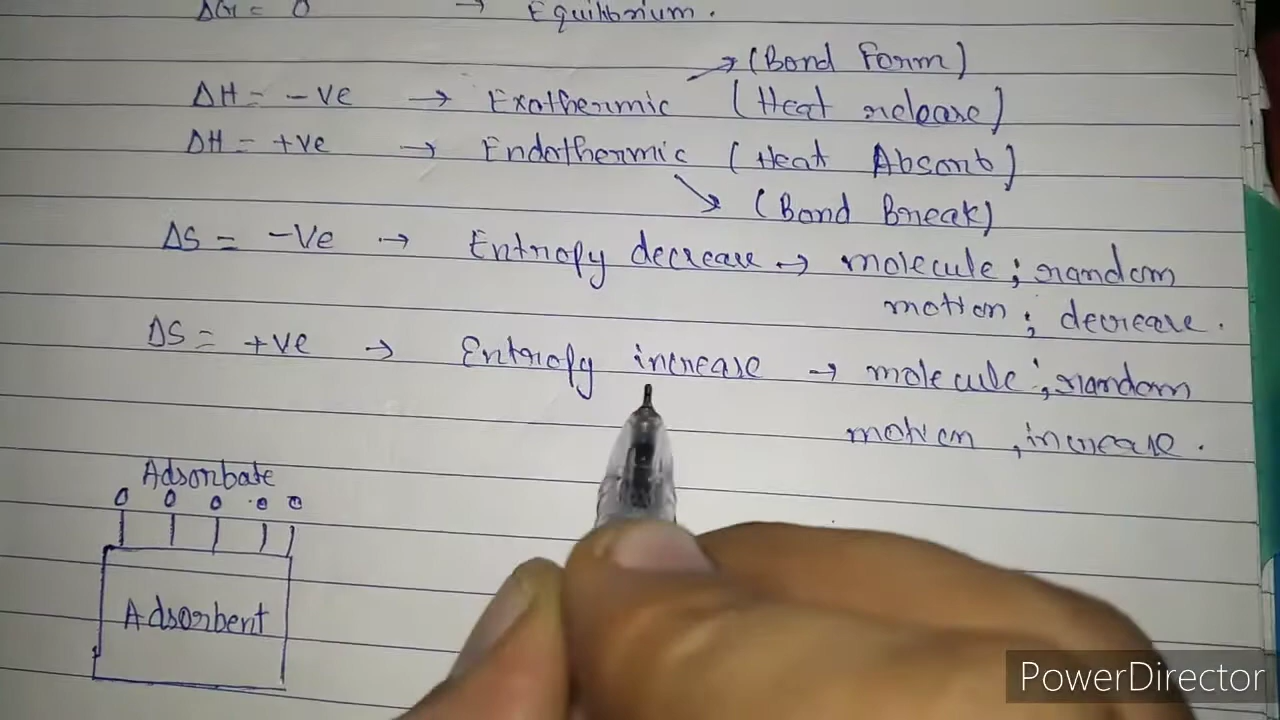 ΔG = 0 → Equilibrium.
→ (Bond Form)
ΔH = -ve → Exothermic (Heat release)
ΔH = +ve → Endothermic (Heat Absorb)
↘ (Bond Break)
ΔS = -ve → Entropy decrease → molecule; random
motion; decrease.
ΔS = +ve → Entropy increase → molecule; random
motion, increase.
Adsorbate
Adsorbent
PowerDirector